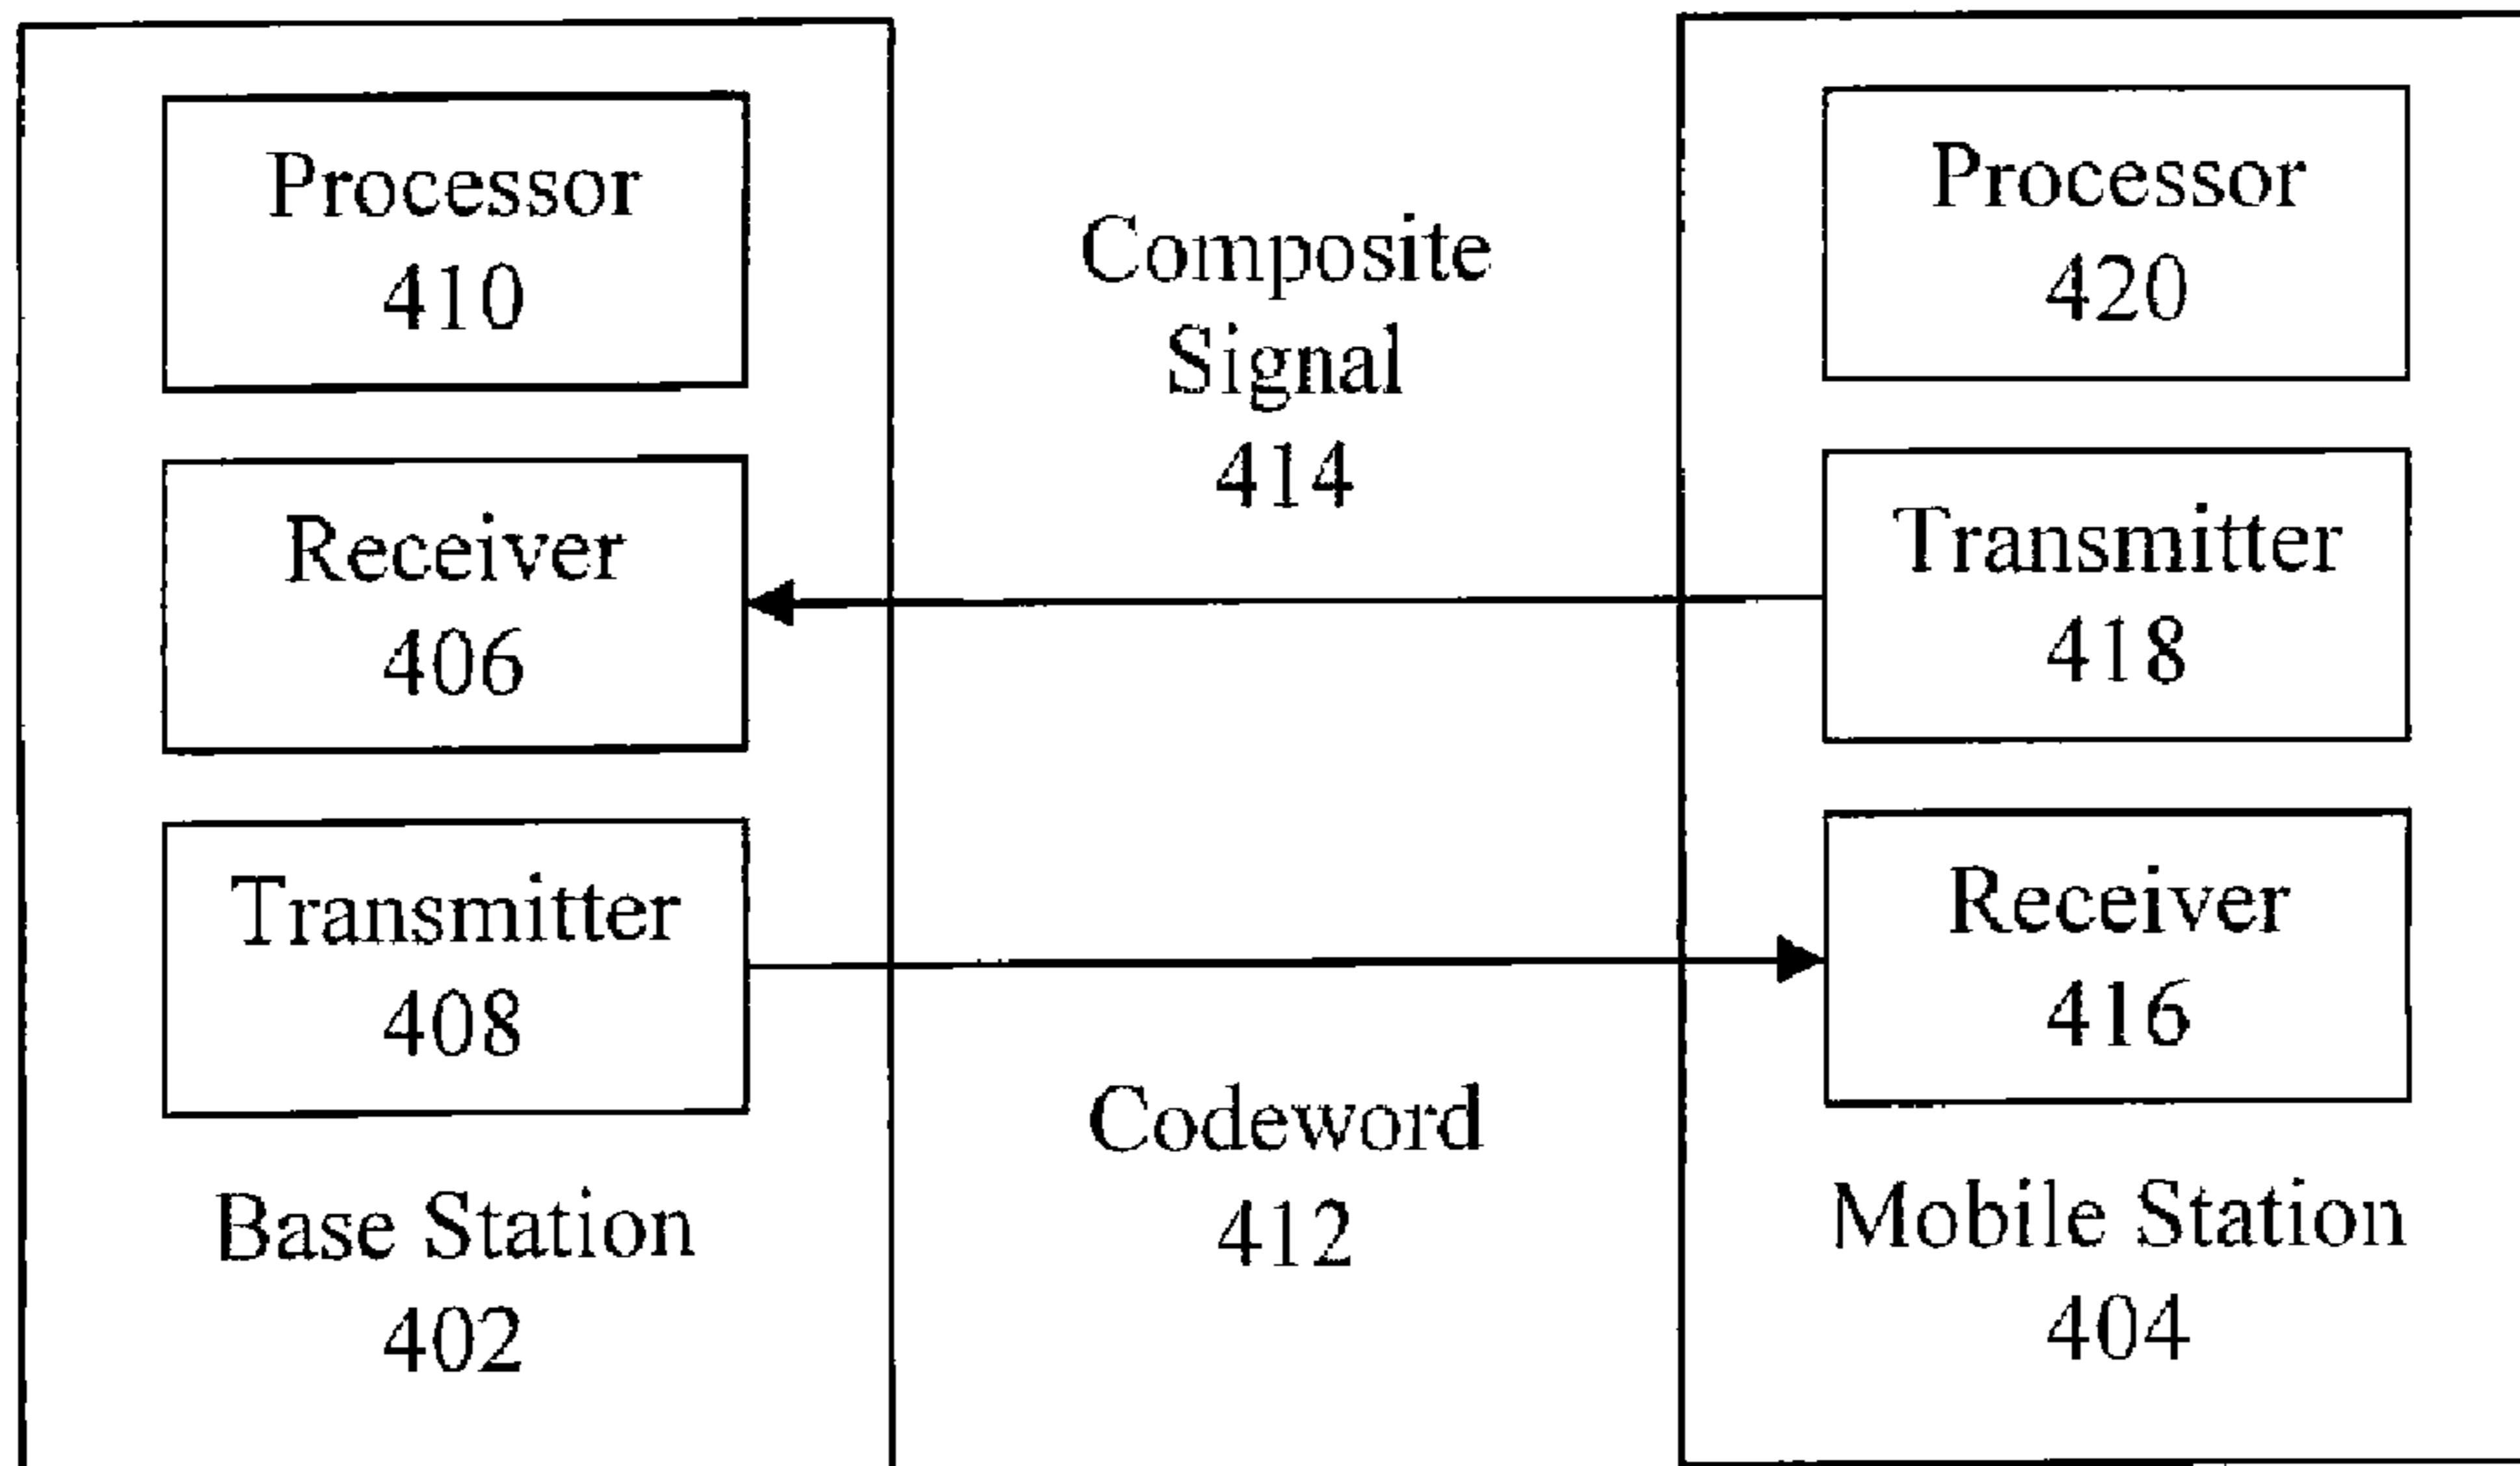 Processor
410
Receiver
406
Transmitter
408
Base Station
402
Composite
Signal
414
Codeword
412
Processor
420
Transmitter
418
Receiver
416
Mobile Station
404